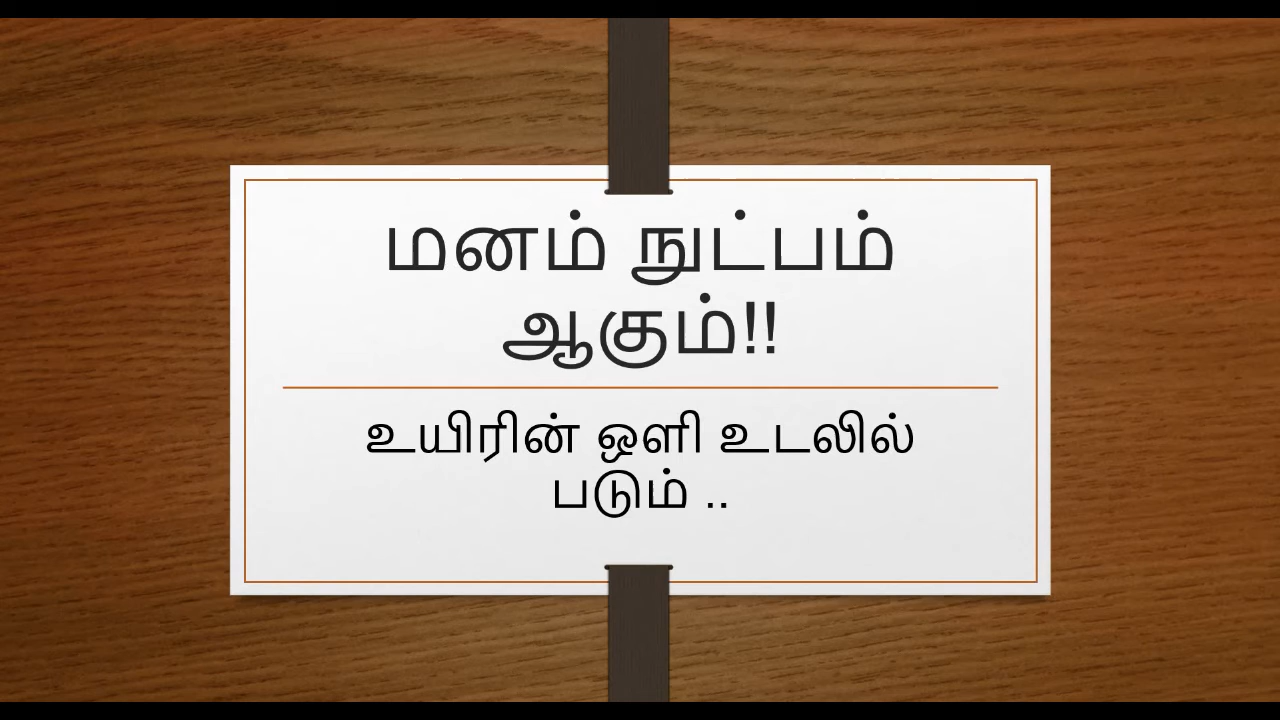 மனம் நுட்பம்
ஆகும்!!
உயிரின் ஒளி உடலில்
படும் ..